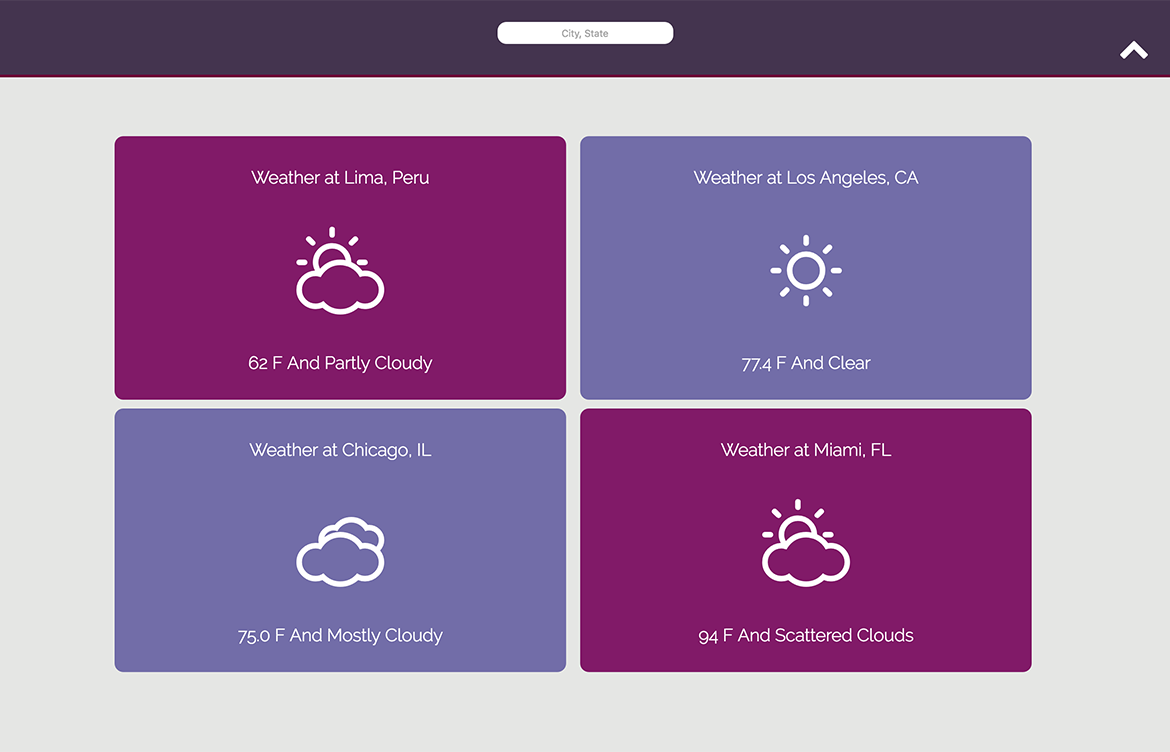 City, State
Weather at Lima, Peru
62 F And Partly Cloudy
Weather at Los Angeles, CA
77.4 F And Clear
Weather at Chicago, IL
75.0 F And Mostly Cloudy
Weather at Miami, FL
94 F And Scattered Clouds